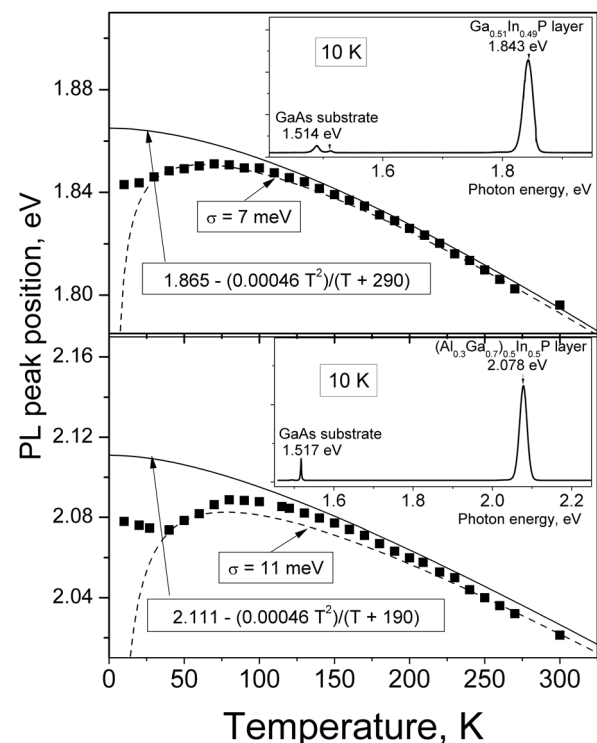 PL peak position, eV
1.88
1.84
1.80
Ga0.51In0.49P layer
1.843 eV
10 K
GaAs substrate
1.514 eV
1.6 1.8
Photon energy, eV
σ = 7 meV
1.865 - (0.00046 T²)/(T + 290)
2.16
2.12
2.08
2.04
(Al0.3Ga0.7)0.5In0.5P layer
2.078 eV
10 K
GaAs substrate
1.517 eV
1.6 1.8 2.0 2.2
Photon energy, eV
σ = 11 meV
2.111 - (0.00046 T²)/(T + 190)
0 50 100 150 200 250 300
Temperature, K